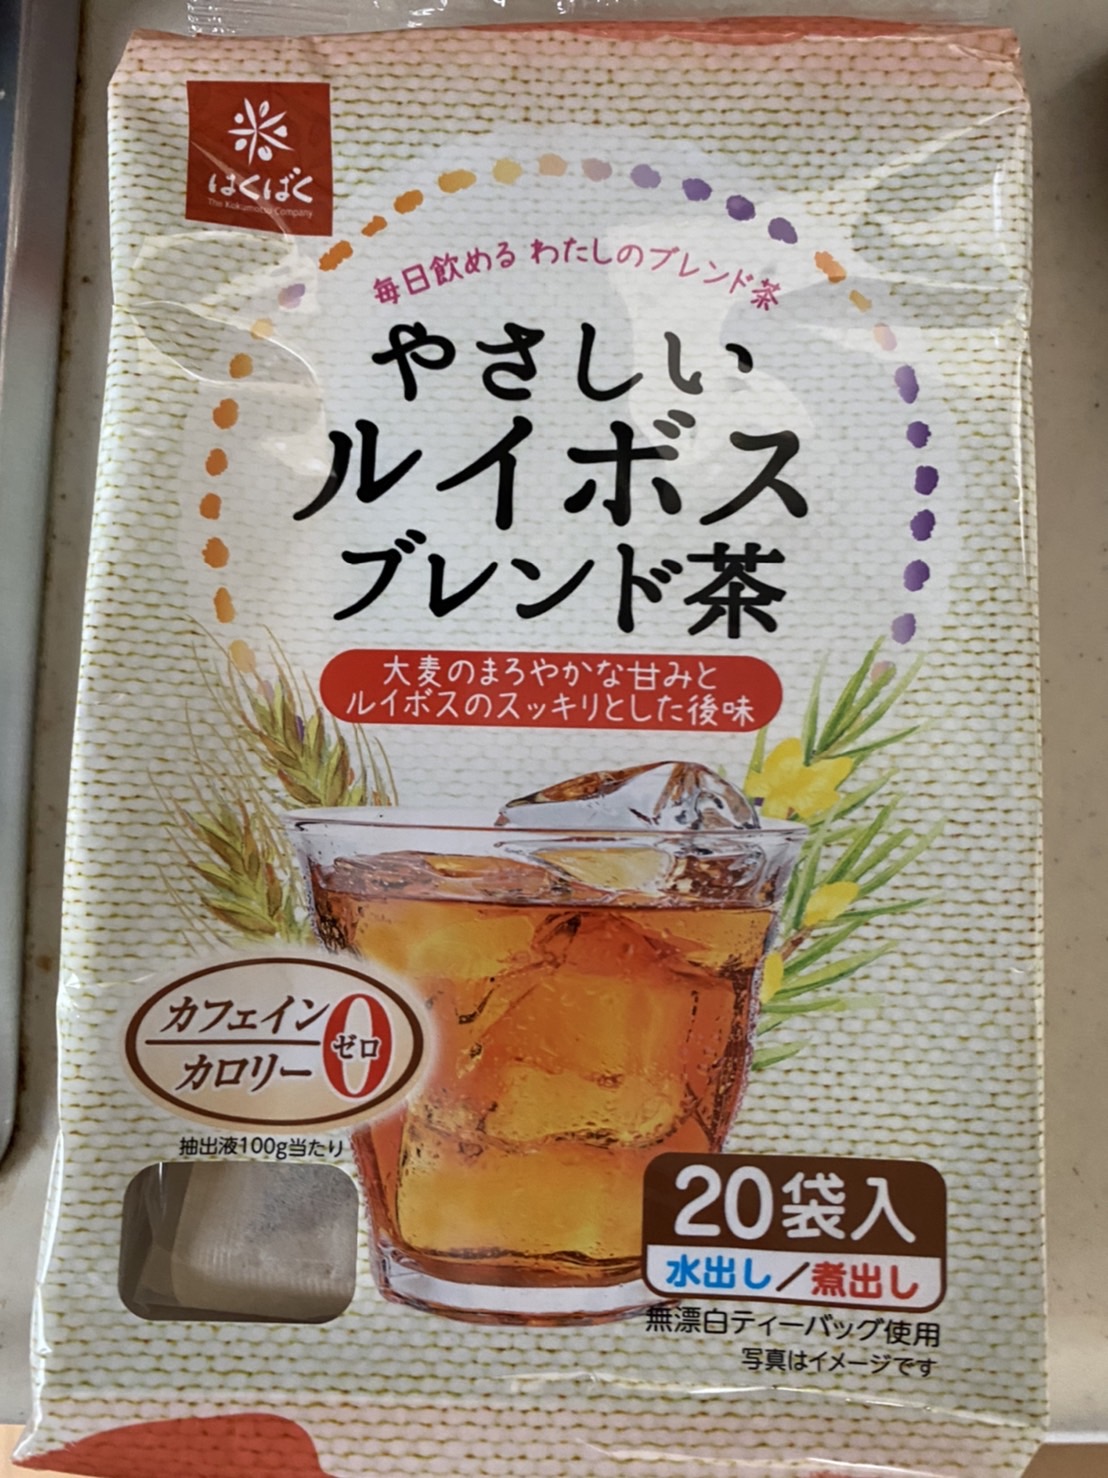 はくばく
The Kokumotsu Company
毎日飲める わたしのブレンド茶
やさしい
ルイボス
ブレンド茶
大麦のまろやかな甘みと
ルイボスのスッキリとした後味
カフェイン
カロリー
0
ゼロ
抽出液100g当たり
20袋入
水出し/煮出し
無漂白ティーバッグ使用
写真はイメージです